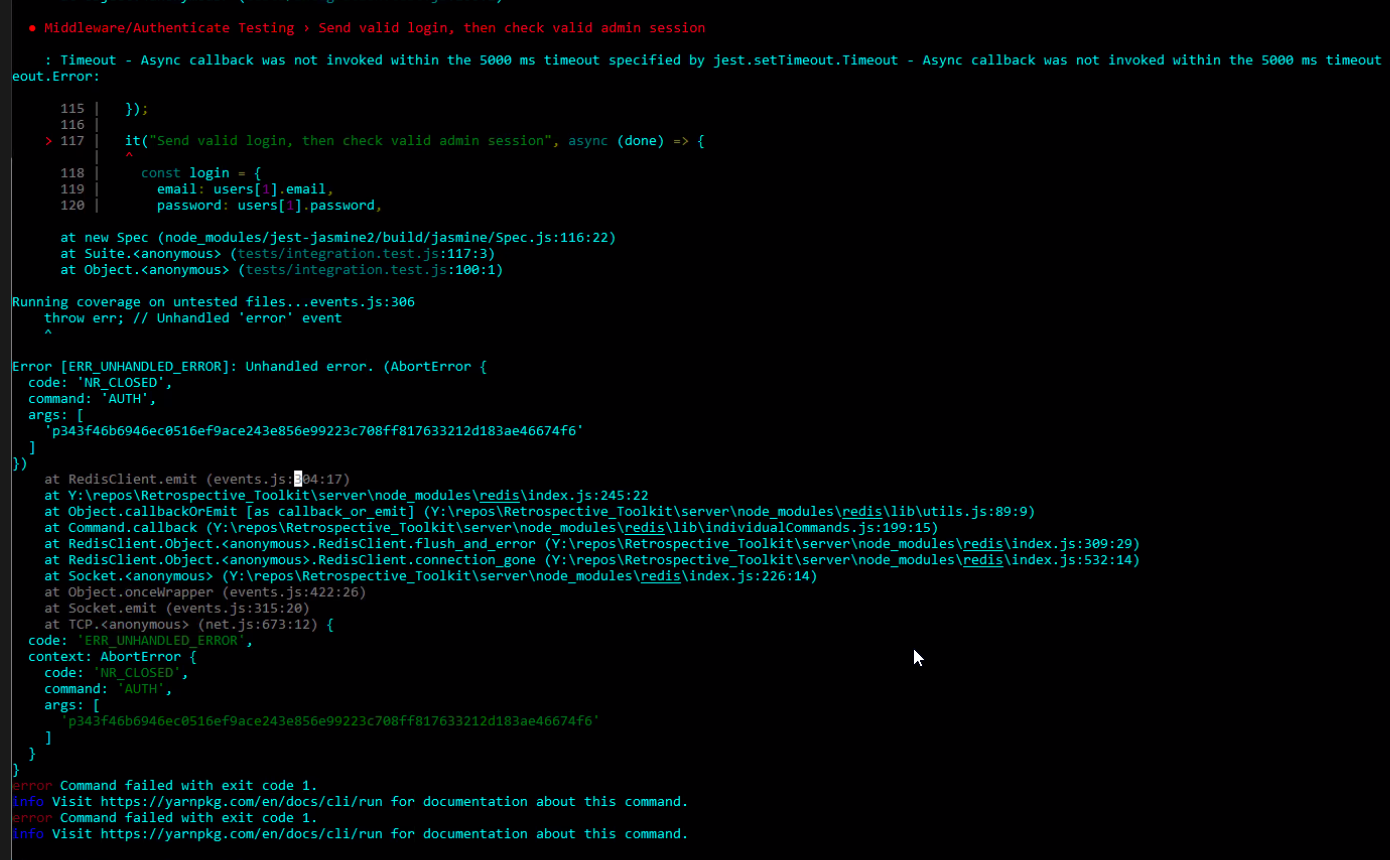 ● Middleware/Authenticate Testing › Send valid login, then check valid admin session
: Timeout - Async callback was not invoked within the 5000 ms timeout specified by jest.setTimeout.Timeout - Async callback was not invoked within the 5000 ms timeout
eout.Error:
115 |   });
116 |
> 117 |   it("Send valid login, then check valid admin session", async (done) => {
|   ^
118 |     const login = {
119 |       email: users[1].email,
120 |       password: users[1].password,
at new Spec (node_modules/jest-jasmine2/build/jasmine/Spec.js:116:22)
at Suite.<anonymous> (tests/integration.test.js:117:3)
at Object.<anonymous> (tests/integration.test.js:100:1)
Running coverage on untested files...events.js:306
throw err; // Unhandled 'error' event
^
Error [ERR_UNHANDLED_ERROR]: Unhandled error. (AbortError {
code: 'NR_CLOSED',
command: 'AUTH',
args: [
'p343f46b6946ec0516ef9ace243e856e99223c708ff817633212d183ae46674f6'
]
})
at RedisClient.emit (events.js:304:17)
at Y:\repos\Retrospective_Toolkit\server\node_modules\redis\index.js:245:22
at Object.callbackOrEmit [as callback_or_emit] (Y:\repos\Retrospective_Toolkit\server\node_modules\redis\lib\utils.js:89:9)
at Command.callback (Y:\repos\Retrospective_Toolkit\server\node_modules\redis\lib\individualCommands.js:199:15)
at RedisClient.Object.<anonymous>.RedisClient.flush_and_error (Y:\repos\Retrospective_Toolkit\server\node_modules\redis\index.js:309:29)
at RedisClient.Object.<anonymous>.RedisClient.connection_gone (Y:\repos\Retrospective_Toolkit\server\node_modules\redis\index.js:532:14)
at Socket.<anonymous> (Y:\repos\Retrospective_Toolkit\server\node_modules\redis\index.js:226:14)
at Object.onceWrapper (events.js:422:26)
at Socket.emit (events.js:315:20)
at TCP.<anonymous> (net.js:673:12) {
code: 'ERR_UNHANDLED_ERROR',
context: AbortError {
code: 'NR_CLOSED',
command: 'AUTH',
args: [
'p343f46b6946ec0516ef9ace243e856e99223c708ff817633212d183ae46674f6'
]
}
}
error Command failed with exit code 1.
info Visit https://yarnpkg.com/en/docs/cli/run for documentation about this command.
error Command failed with exit code 1.
info Visit https://yarnpkg.com/en/docs/cli/run for documentation about this command.